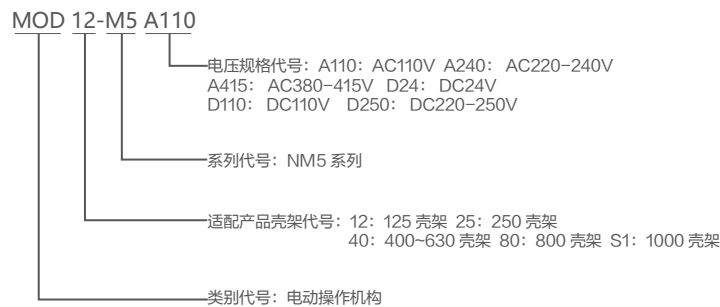 MOD 12-M5 A110
电压规格代号：A110：AC110V A240： AC220-240V
A415： AC380-415V D24： DC24V
D110： DC110V D250： DC220-250V
系列代号：NM5 系列
适配产品壳架代号：12：125 壳架 25：250 壳架
40：400~630 壳架 80：800 壳架 S1：1000 壳架
类别代号：电动操作机构